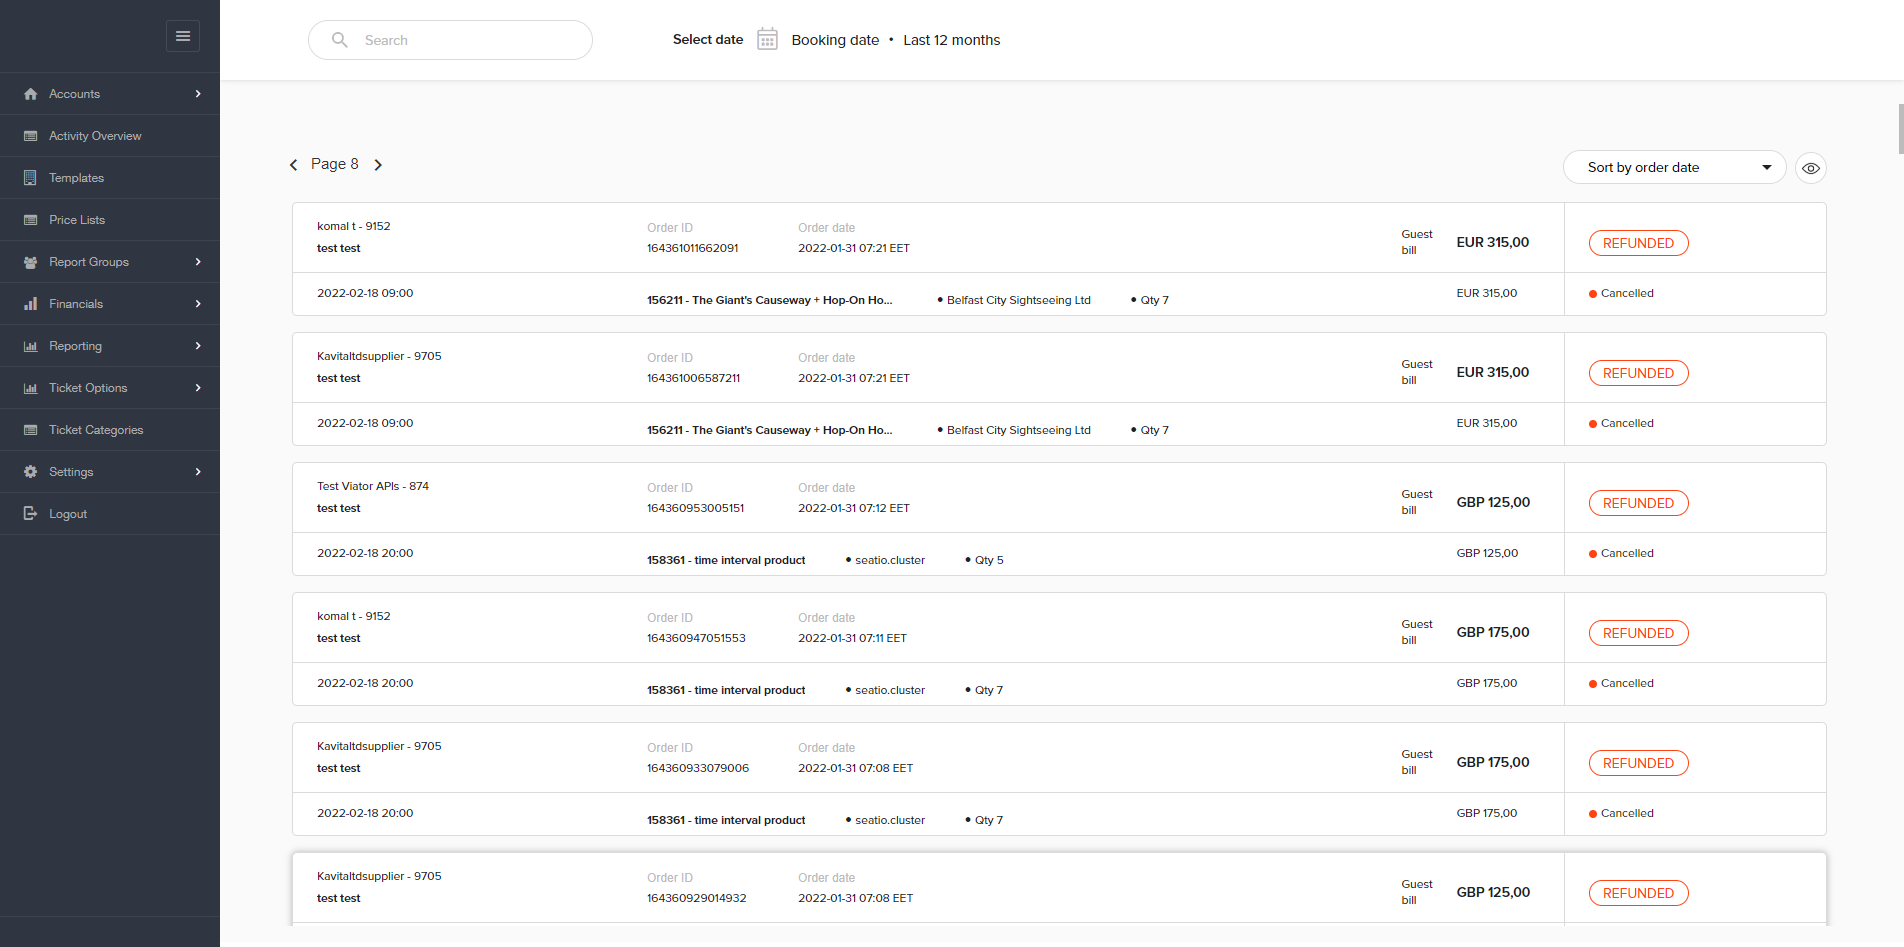 Search
Select date Booking date • Last 12 months
Accounts
Activity Overview
Templates
Price Lists
Report Groups
Financials
Reporting
Ticket Options
Ticket Categories
Settings
Logout
Page 8
Sort by order date
komal t - 9152 Order ID Order date
test test 164361011662091 2022-01-31 07:21 EET Guest bill EUR 315,00 REFUNDED
2022-02-18 09:00 156211 - The Giant's Causeway + Hop-On Ho... • Belfast City Sightseeing Ltd • Qty 7 EUR 315,00 Cancelled
Kavitaltdsupplier - 9705 Order ID Order date
test test 164361006587211 2022-01-31 07:21 EET Guest bill EUR 315,00 REFUNDED
2022-02-18 09:00 156211 - The Giant's Causeway + Hop-On Ho... • Belfast City Sightseeing Ltd • Qty 7 EUR 315,00 Cancelled
Test Viator APIs - 874 Order ID Order date
test test 164360953005151 2022-01-31 07:12 EET Guest bill GBP 125,00 REFUNDED
2022-02-18 20:00 158361 - time interval product • seatio.cluster • Qty 5 GBP 125,00 Cancelled
komal t - 9152 Order ID Order date
test test 164360947051553 2022-01-31 07:11 EET Guest bill GBP 175,00 REFUNDED
2022-02-18 20:00 158361 - time interval product • seatio.cluster • Qty 7 GBP 175,00 Cancelled
Kavitaltdsupplier - 9705 Order ID Order date
test test 164360933079006 2022-01-31 07:08 EET Guest bill GBP 175,00 REFUNDED
2022-02-18 20:00 158361 - time interval product • seatio.cluster • Qty 7 GBP 175,00 Cancelled
Kavitaltdsupplier - 9705 Order ID Order date
test test 164360929014932 2022-01-31 07:08 EET Guest bill GBP 125,00 REFUNDED